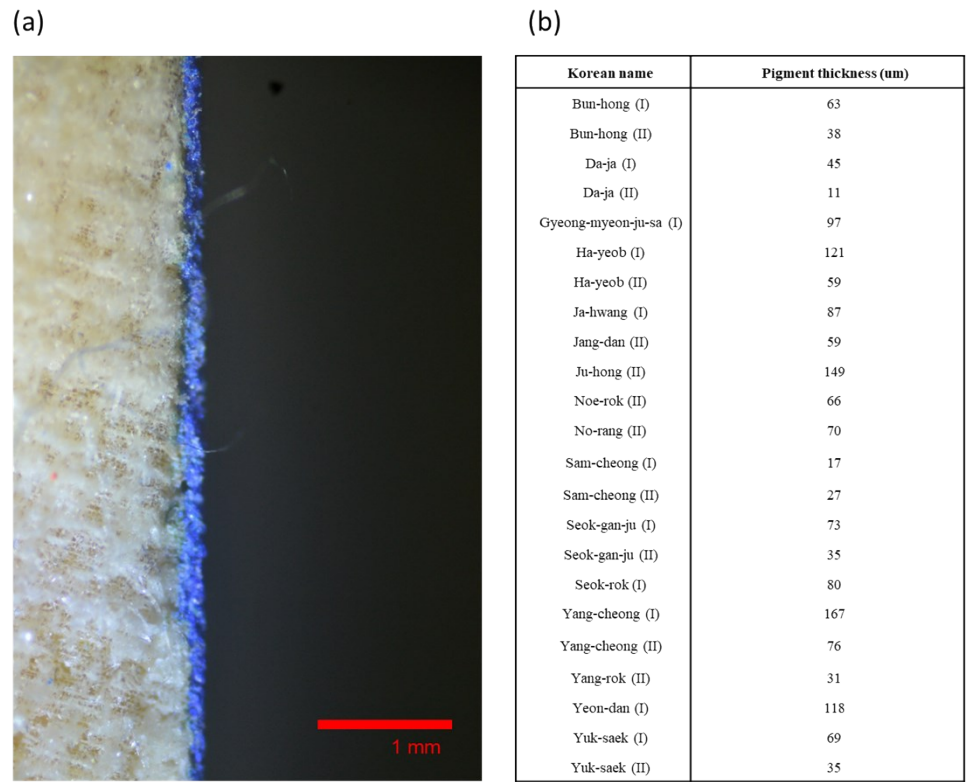 (a)
(b)
1 mm
Korean name Pigment thickness (um)
Bun-hong (I) 63
Bun-hong (II) 38
Da-ja (I) 45
Da-ja (II) 11
Gyeong-myeon-ju-sa (I) 97
Ha-yeob (I) 121
Ha-yeob (II) 59
Ja-hwang (I) 87
Jang-dan (II) 59
Ju-hong (II) 149
Noe-rok (II) 66
No-rang (II) 70
Sam-cheong (I) 17
Sam-cheong (II) 27
Seok-gan-ju (I) 73
Seok-gan-ju (II) 35
Seok-rok (I) 80
Yang-cheong (I) 167
Yang-cheong (II) 76
Yang-rok (II) 31
Yeon-dan (I) 118
Yuk-saek (I) 69
Yuk-saek (II) 35